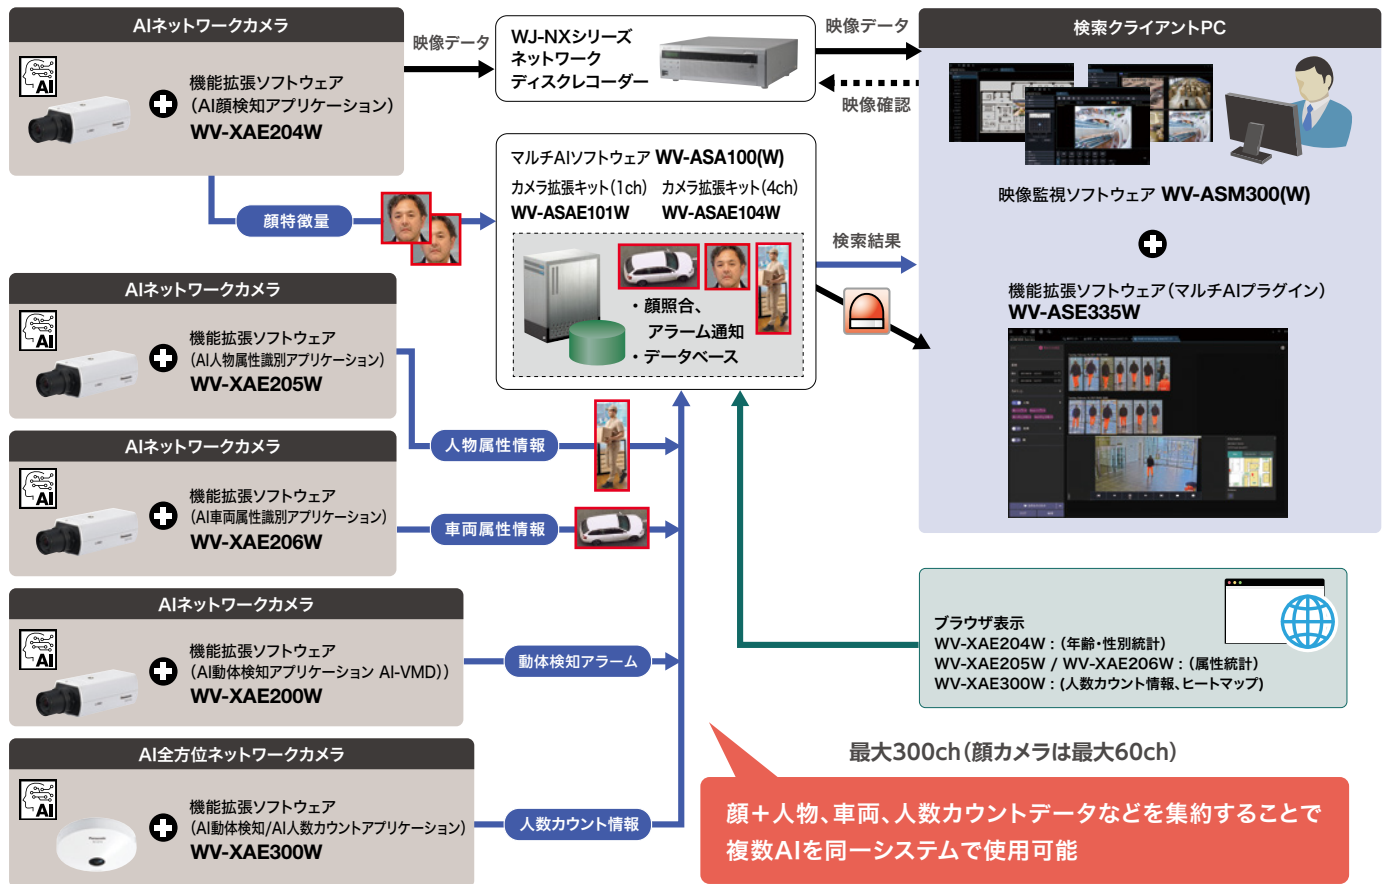 AIネットワークカメラ
AI
機能拡張ソフトウェア
（AI顔検知アプリケーション）
WV-XAE204W
映像データ
WJ-NXシリーズ
ネットワーク
ディスクレコーダー
映像データ
映像確認
検索クライアントPC
映像監視ソフトウェア WV-ASM300(W)
機能拡張ソフトウェア（マルチAIプラグイン）
WV-ASE335W
顔特徴量
マルチAIソフトウェア WV-ASA100(W)
カメラ拡張キット（1ch）
WV-ASAE101W
カメラ拡張キット（4ch）
WV-ASAE104W
・顔照合、
アラーム通知
・データベース
検索結果
AIネットワークカメラ
AI
機能拡張ソフトウェア
（AI人物属性識別アプリケーション）
WV-XAE205W
人物属性情報
AIネットワークカメラ
AI
機能拡張ソフトウェア
（AI車両属性識別アプリケーション）
WV-XAE206W
車両属性情報
AIネットワークカメラ
AI
機能拡張ソフトウェア
（AI動体検知アプリケーション AI-VMD)）
WV-XAE200W
動体検知アラーム
AI全方位ネットワークカメラ
AI
機能拡張ソフトウェア
（AI動体検知/AI人数カウントアプリケーション）
WV-XAE300W
人数カウント情報
ブラウザ表示
WV-XAE204W：（年齢・性別統計）
WV-XAE205W / WV-XAE206W：（属性統計）
WV-XAE300W：（人数カウント情報、ヒートマップ）
最大300ch（顔カメラは最大60ch）
顔＋人物、車両、人数カウントデータなどを集約することで
複数AIを同一システムで使用可能